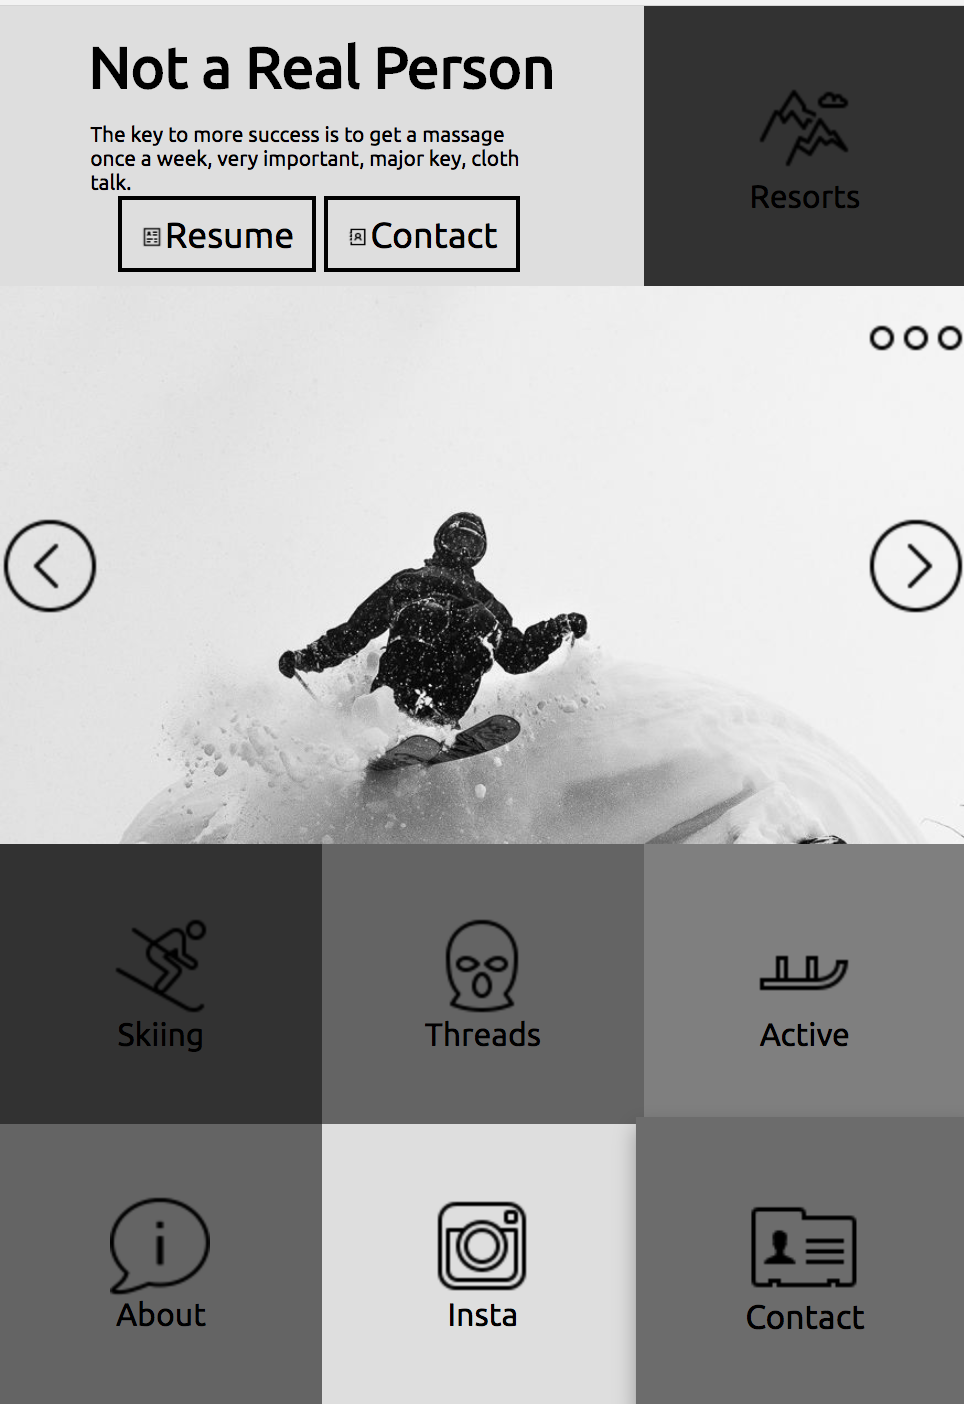 Not a Real Person
The key to more success is to get a massage
once a week, very important, major key, cloth
talk.
Resume
Contact
Resorts
Skiing
Threads
Active
About
Insta
Contact